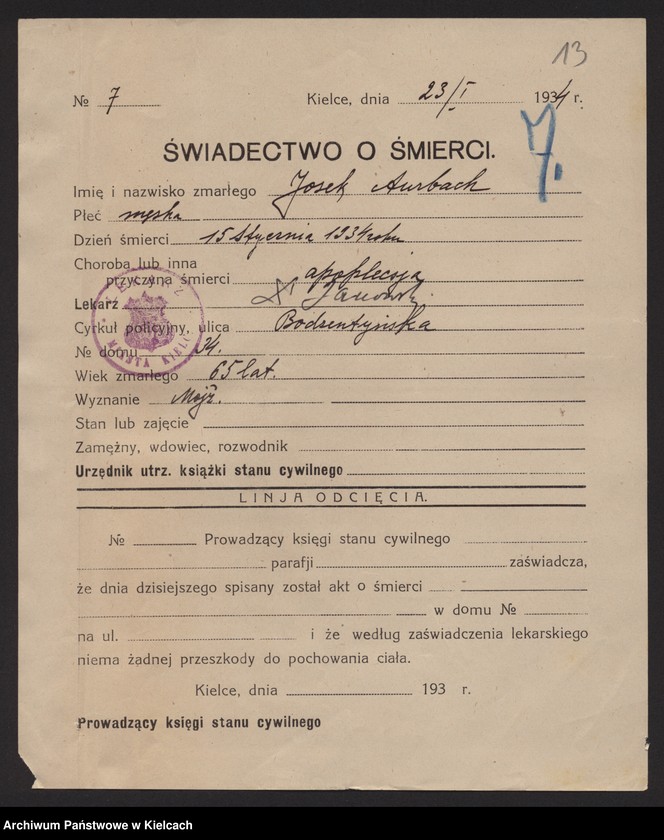 13
№ 7 Kielce, dnia 23/I 1934 r.
7.
ŚWIADECTWO O ŚMIERCI.
Imię i nazwisko zmarłego Josek Aurbach
Płeć męska
Dzień śmierci 15 Stycznia 1934 roku
Choroba lub inna
przyczyna śmierci apopleksja
Lekarz
Cyrkuł policyjny, ulica Bodzentyńska
№ domu 34.
Wiek zmarłego 65 lat.
Wyznanie Mojż.
Stan lub zajęcie
Zamężny, wdowiec, rozwodnik
Urzędnik utrz. książki stanu cywilnego
LINJA ODCIĘCIA.
№ Prowadzący księgi stanu cywilnego
parafji zaświadcza,
że dnia dzisiejszego spisany został akt o śmierci
w domu №
na ul. i że według zaświadczenia lekarskiego
niema żadnej przeszkody do pochowania ciała.
Kielce, dnia 193 r.
Prowadzący księgi stanu cywilnego
LEKARZ
MIASTA KIELC
Archiwum Państwowe w Kielcach